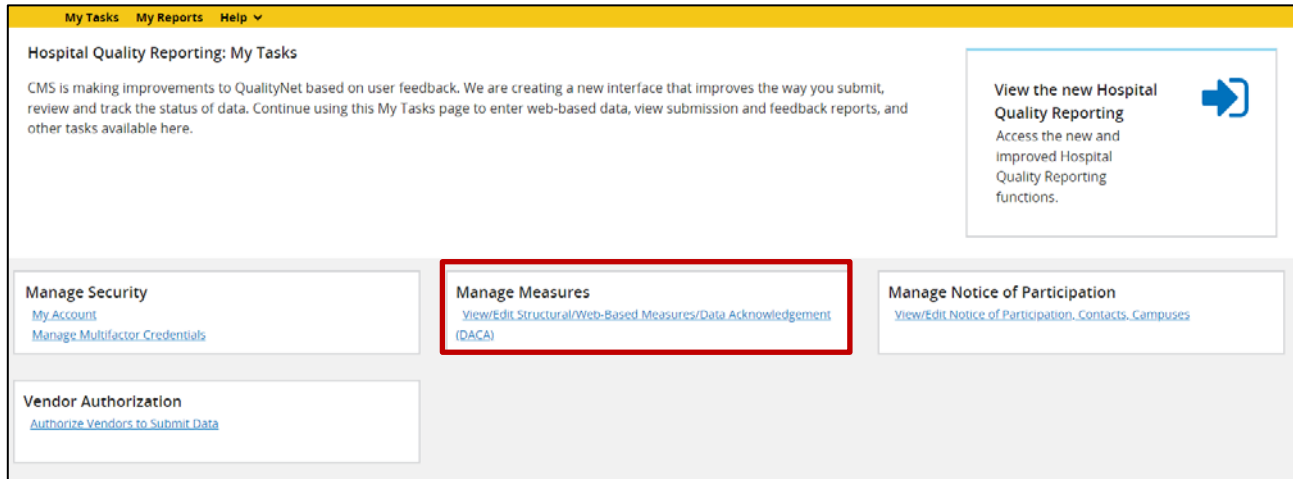 My Tasks My Reports Help
Hospital Quality Reporting: My Tasks
CMS is making improvements to QualityNet based on user feedback. We are creating a new interface that improves the way you submit,
review and track the status of data. Continue using this My Tasks page to enter web-based data, view submission and feedback reports, and
other tasks available here.
View the new Hospital
Quality Reporting
Access the new and
improved Hospital
Quality Reporting
functions.
Manage Security
My Account
Manage Multifactor Credentials
Manage Measures
View/Edit Structural/Web-Based Measures/Data Acknowledgement
(DACA)
Manage Notice of Participation
View/Edit Notice of Participation, Contacts, Campuses
Vendor Authorization
Authorize Vendors to Submit Data